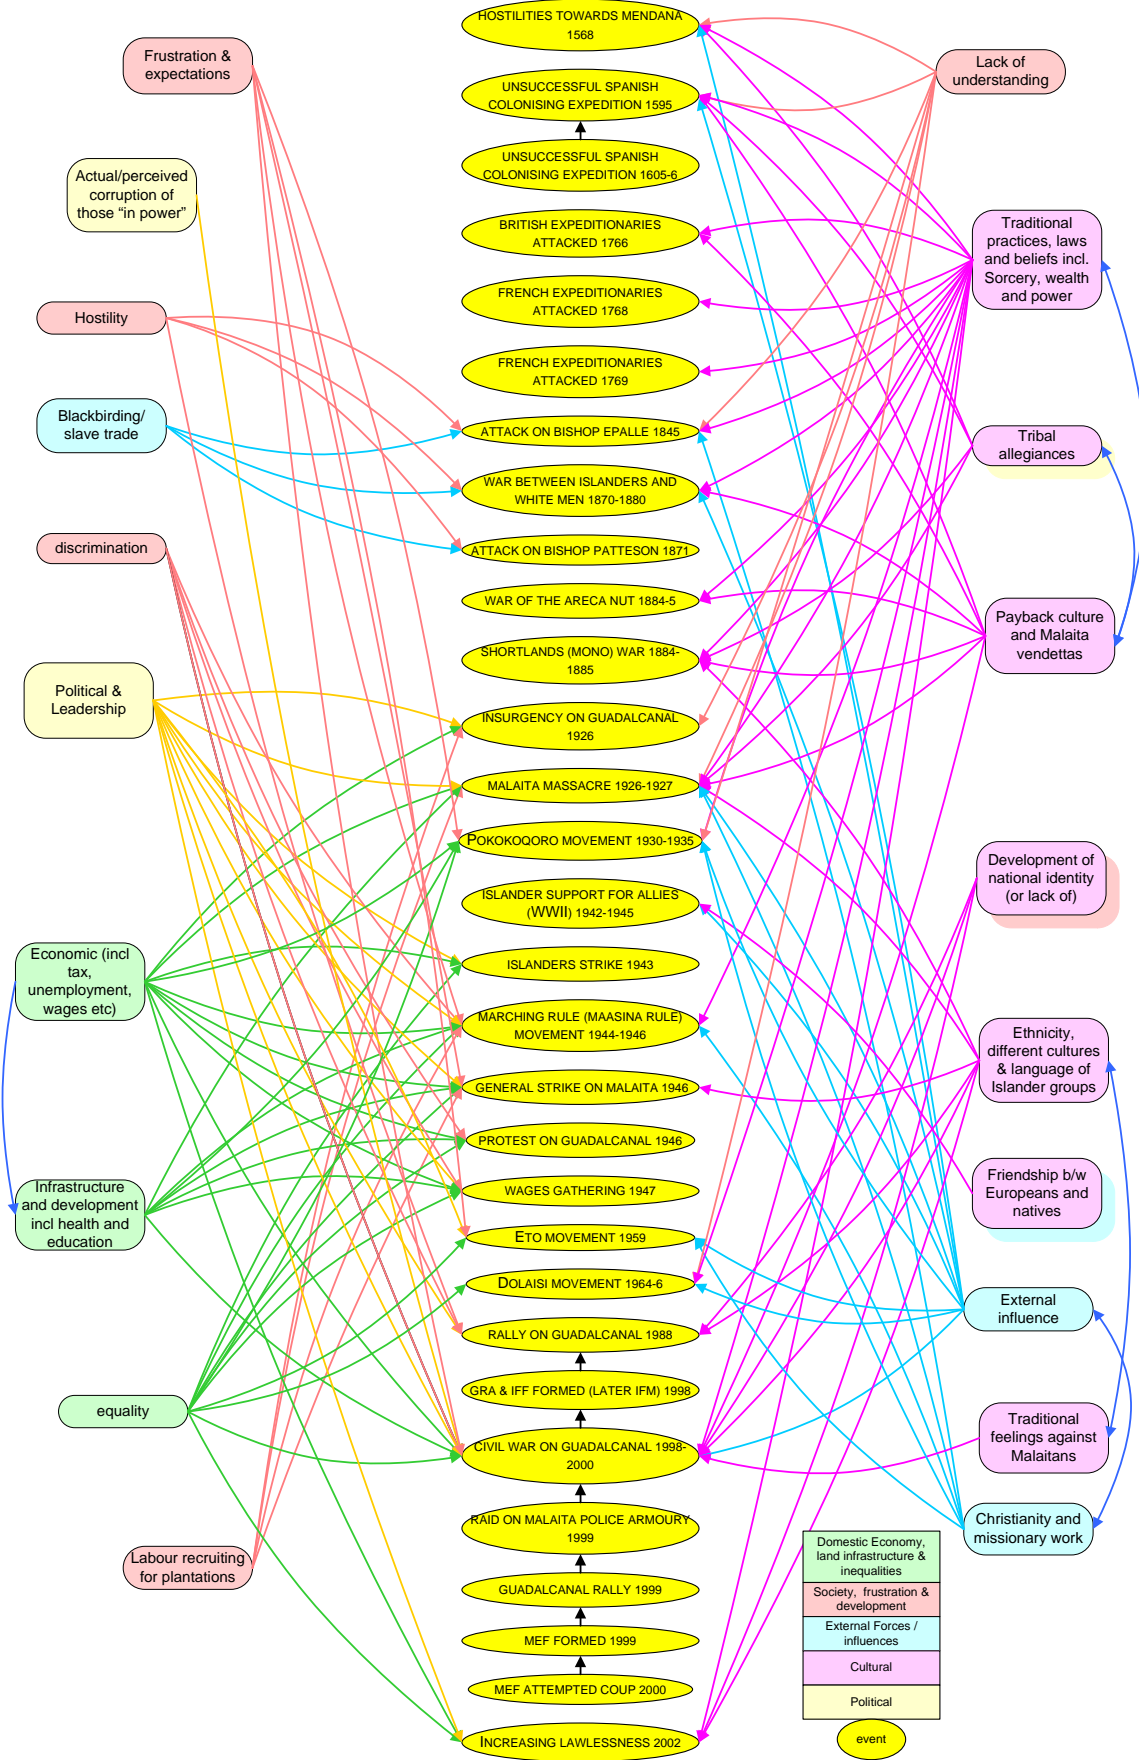 HOSTILITIES TOWARDS MENDANA
1568
Frustration &
expectations
Lack of
understanding
UNSUCCESSFUL SPANISH
COLONISING EXPEDITION 1595
UNSUCCESSFUL SPANISH
COLONISING EXPEDITION 1605-6
Actual/perceived
corruption of
those “in power”
BRITISH EXPEDITIONARIES
ATTACKED 1766
Traditional
practices, laws
and beliefs incl.
Sorcery, wealth
and power
FRENCH EXPEDITIONARIES
ATTACKED 1768
Hostility
FRENCH EXPEDITIONARIES
ATTACKED 1769
Blackbirding/
slave trade
ATTACK ON BISHOP EPALLE 1845
Tribal
allegiances
WAR BETWEEN ISLANDERS AND
WHITE MEN 1870-1880
discrimination
ATTACK ON BISHOP PATTESON 1871
WAR OF THE ARECA NUT 1884-5
Payback culture
and Malaita
vendettas
SHORTLANDS (MONO) WAR 1884-
1885
Political &
Leadership
INSURGENCY ON GUADALCANAL
1926
MALAITA MASSACRE 1926-1927
POKOKOQORO MOVEMENT 1930-1935
Development of
national identity
(or lack of)
ISLANDER SUPPORT FOR ALLIES
(WWII) 1942-1945
Economic (incl
tax,
unemployment,
wages etc)
ISLANDERS STRIKE 1943
MARCHING RULE (MAASINA RULE)
MOVEMENT 1944-1946
Ethnicity,
different cultures
& language of
Islander groups
GENERAL STRIKE ON MALAITA 1946
PROTEST ON GUADALCANAL 1946
Infrastructure
and development
incl health and
education
WAGES GATHERING 1947
Friendship b/w
Europeans and
natives
ETO MOVEMENT 1959
DOLAISI MOVEMENT 1964-6
External
influence
RALLY ON GUADALCANAL 1988
GRA & IFF FORMED (LATER IFM) 1998
equality
CIVIL WAR ON GUADALCANAL 1998-
2000
Traditional
feelings against
Malaitans
RAID ON MALAITA POLICE ARMOURY
1999
Christianity and
missionary work
Labour recruiting
for plantations
GUADALCANAL RALLY 1999
MEF FORMED 1999
MEF ATTEMPTED COUP 2000
INCREASING LAWLESSNESS 2002
Domestic Economy,
land infrastructure &
inequalities
Society, frustration &
development
External Forces /
influences
Cultural
Political
event